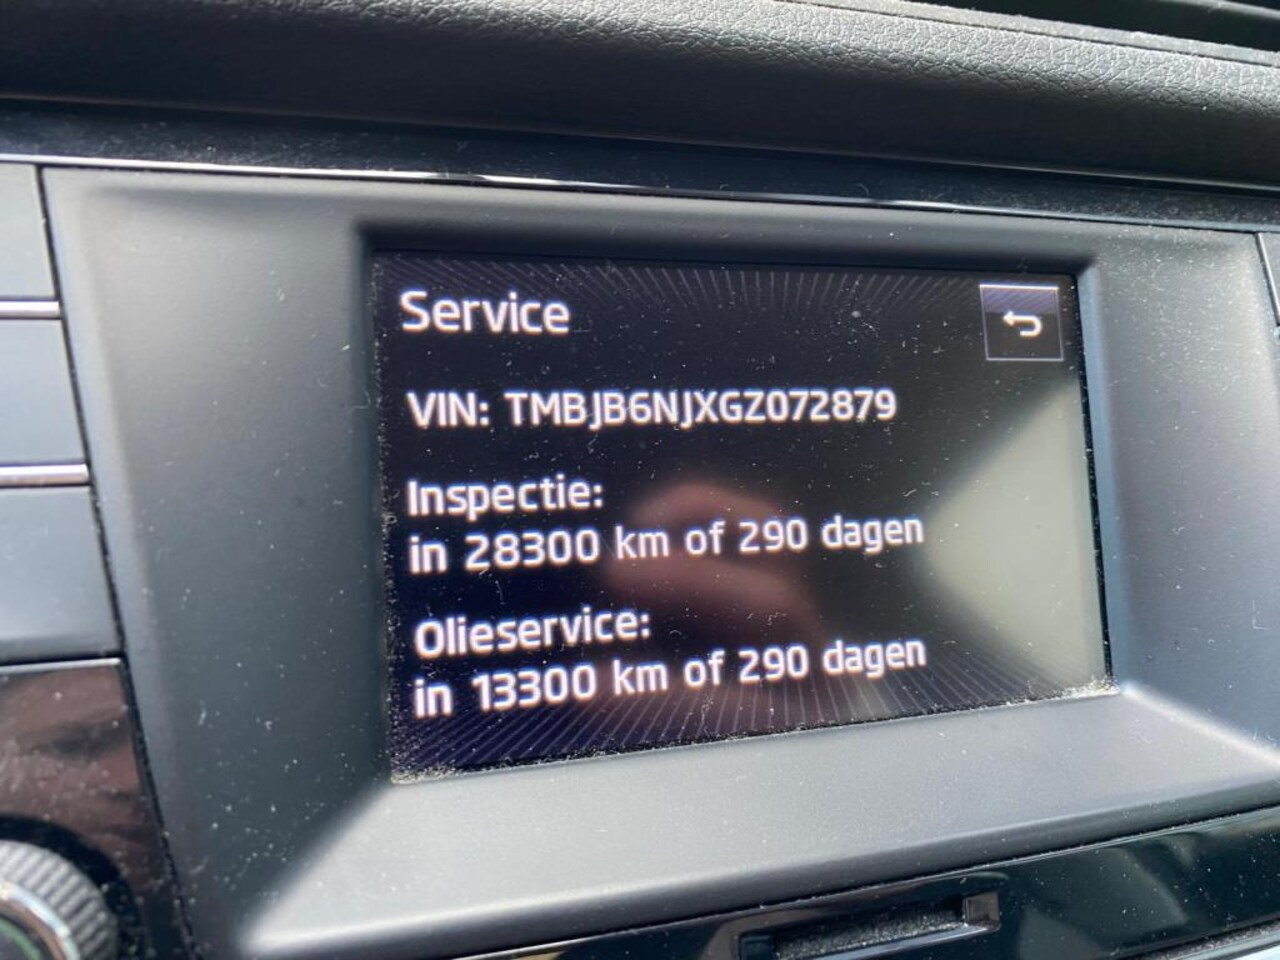 Service
VIN: TMBJB6NJXGZ072879
Inspectie:
in 28300 km of 290 dagen
Olieservice:
in 13300 km of 290 dagen